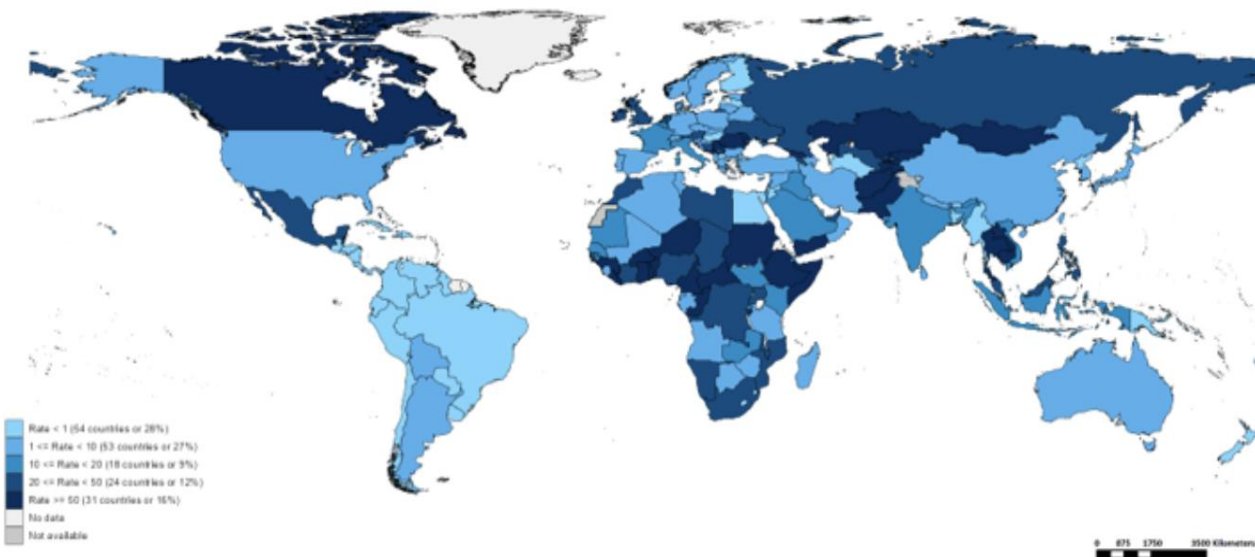 Rate < 1 (54 countries or 28%)
1 <= Rate < 10 (53 countries or 27%)
10 <= Rate < 20 (18 countries or 9%)
20 <= Rate < 50 (24 countries or 12%)
Rate >= 50 (31 countries or 16%)
No data
Not available
0 875 1750 3500 Kilometers